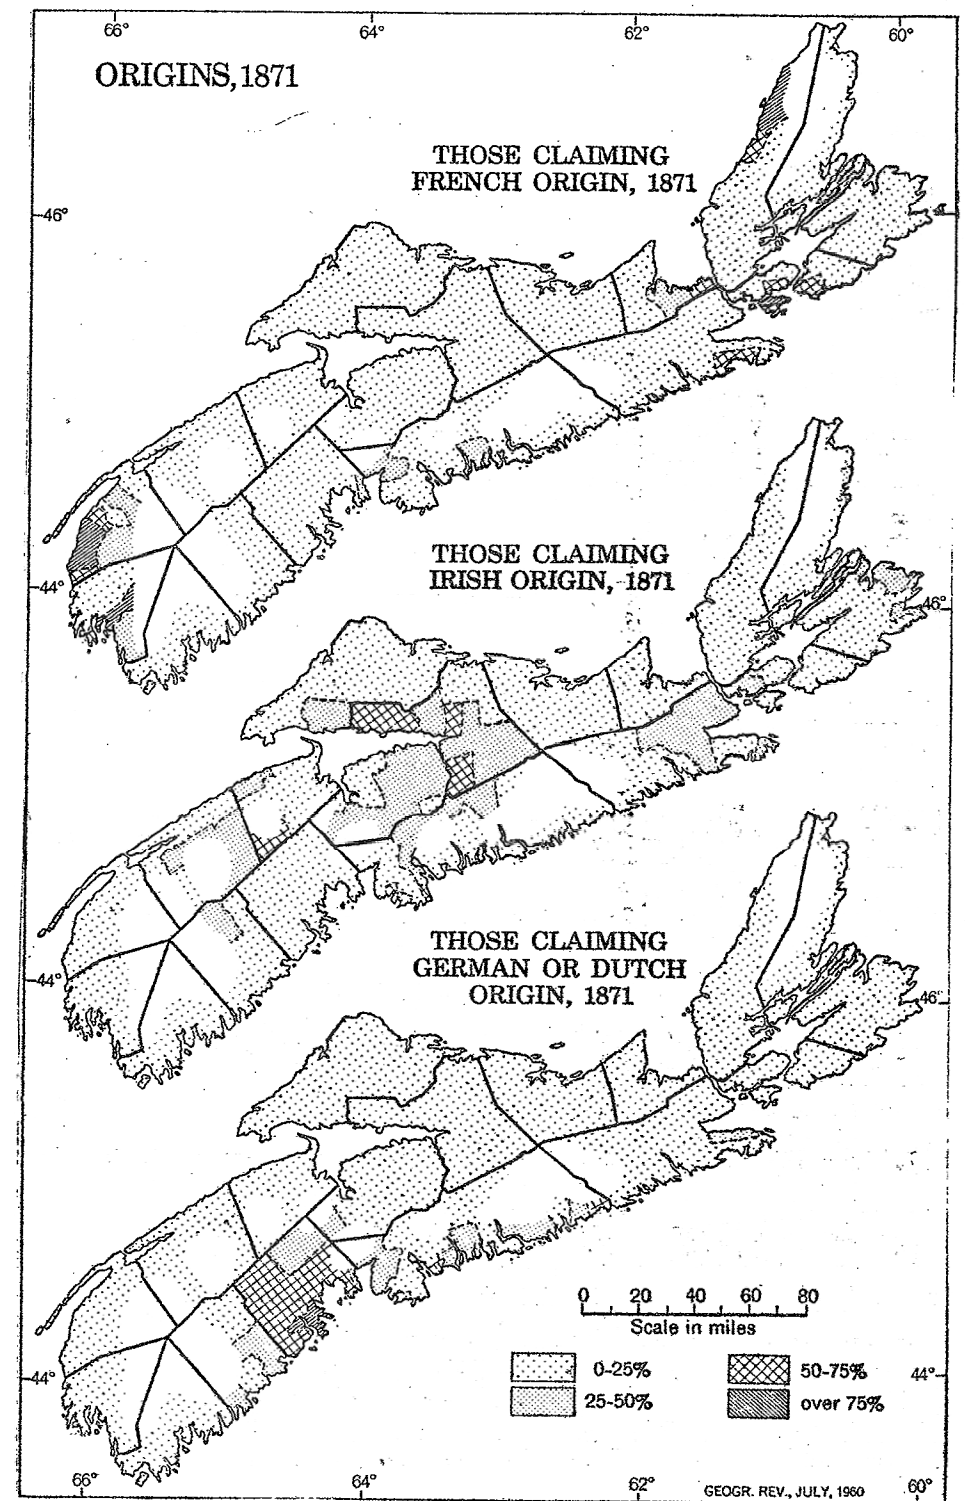 66°
64°
62°
60°
ORIGINS, 1871
THOSE CLAIMING
FRENCH ORIGIN, 1871
46°
44°
THOSE CLAIMING
IRISH ORIGIN, 1871
46°
44°
THOSE CLAIMING
GERMAN OR DUTCH
ORIGIN, 1871
46°
0 20 40 60 80
Scale in miles
0-25%
50-75%
25-50%
over 75%
44°
44°
66°
64°
62°
60°
GEOGR. REV., JULY, 1960